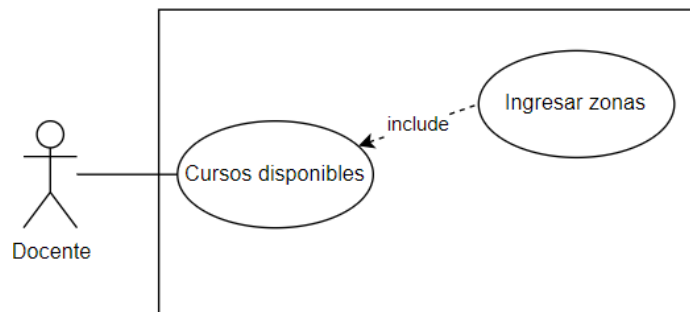 Ingresar zonas
include
Cursos disponibles
Docente